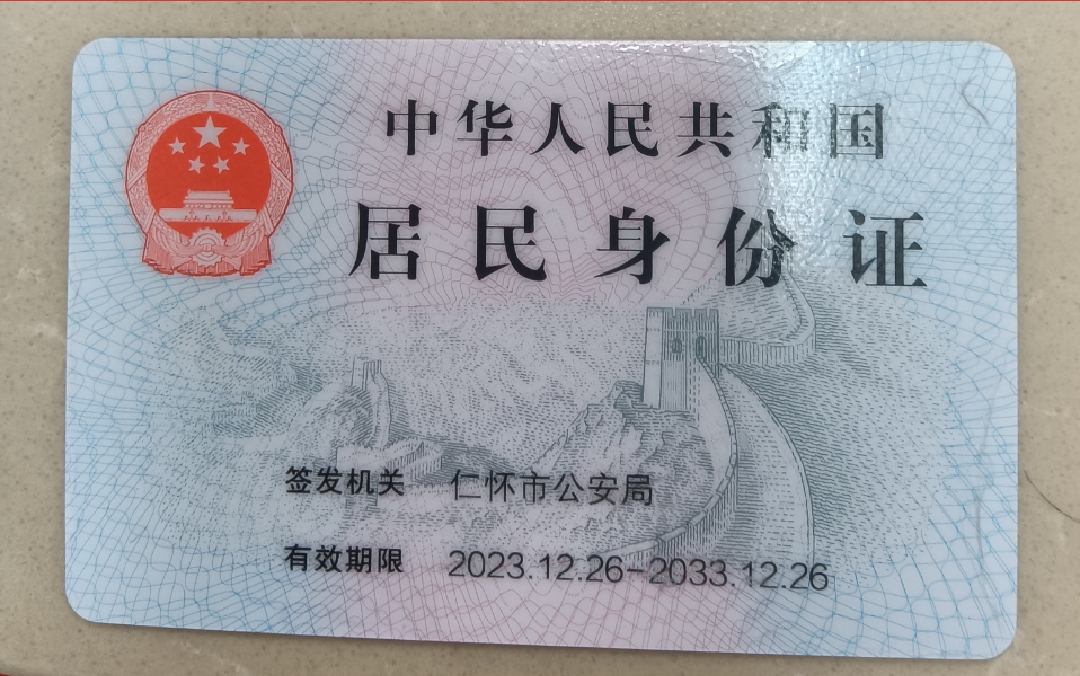 中华人民共和国
居民身份证
签发机关 仁怀市公安局
有效期限 2023.12.26-2033.12.26